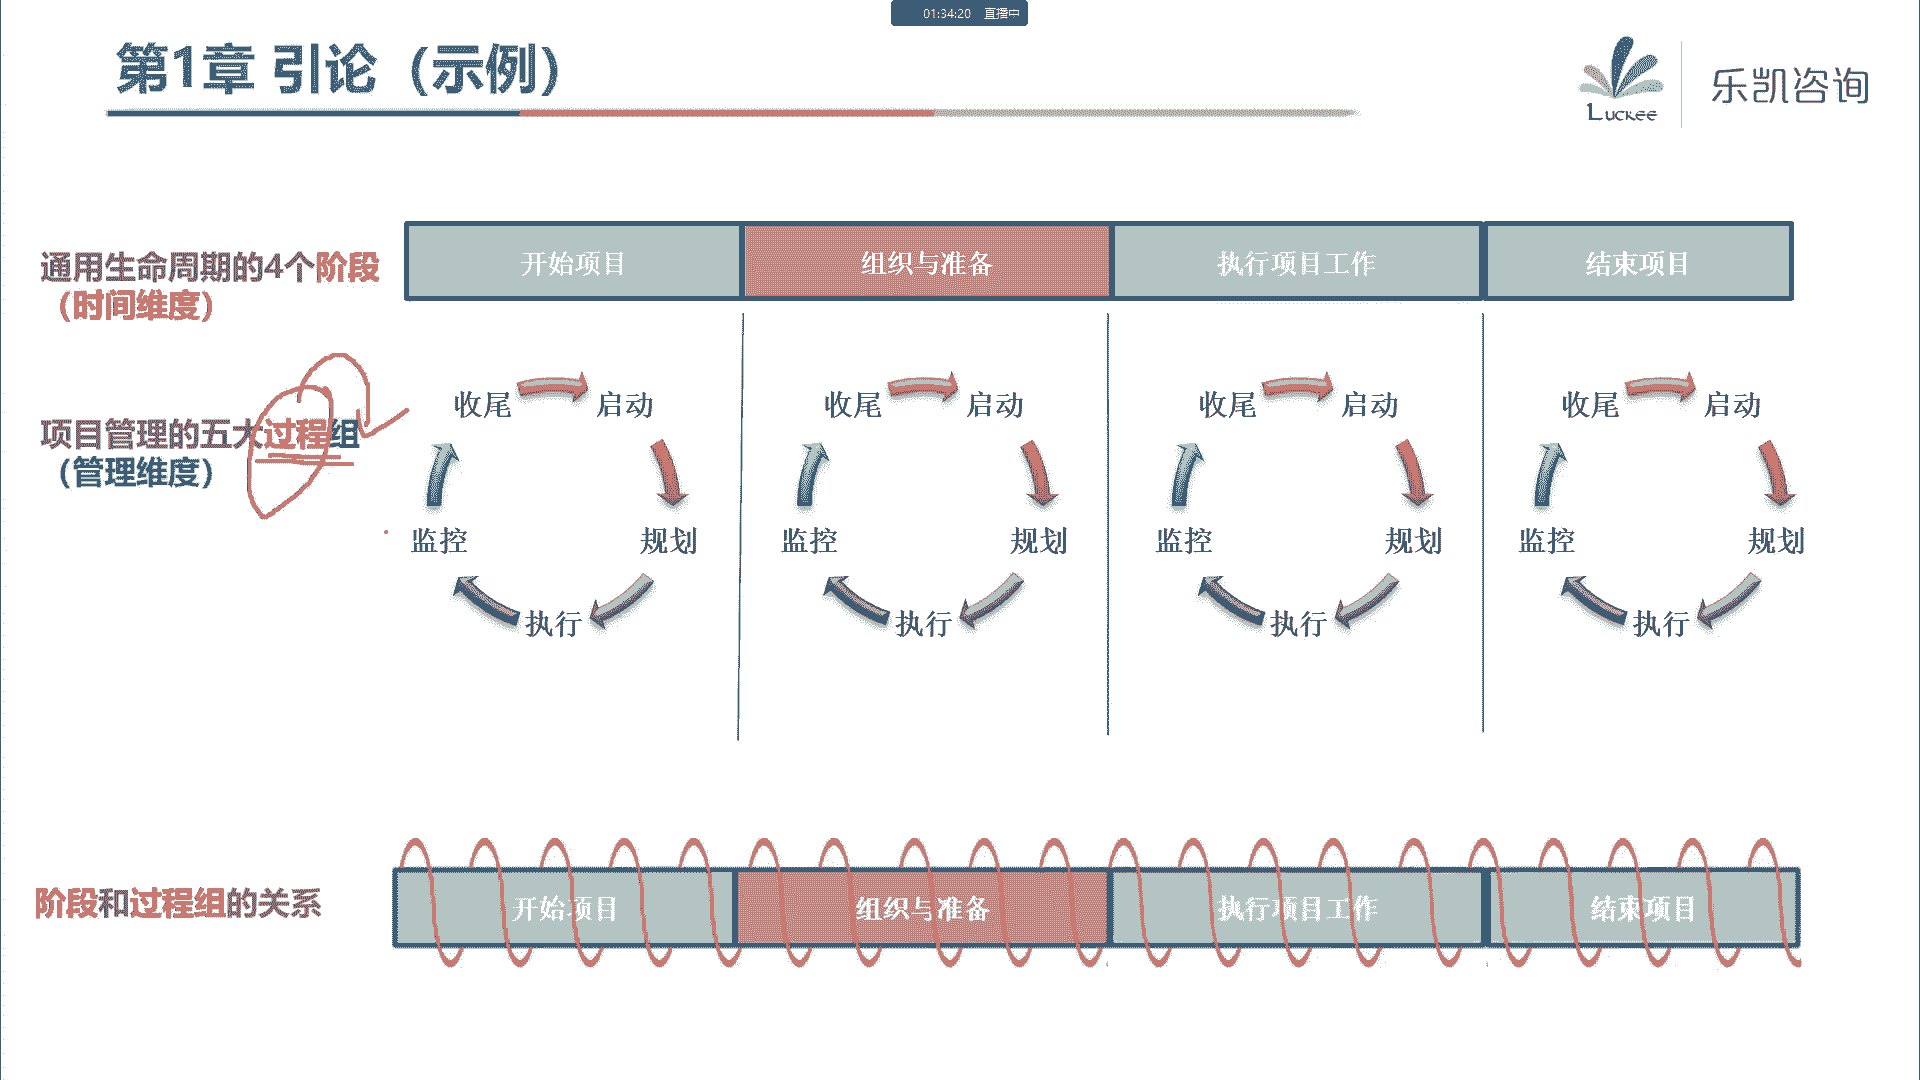 01:34:20 直播中
第1章 引论（示例）
Luckee
乐凯咨询
通用生命周期的4个阶段
（时间维度）
开始项目
组织与准备
执行项目工作
结束项目
项目管理的五大过程组
（管理维度）
收尾 启动
规划
执行
监控
收尾 启动
规划
执行
监控
收尾 启动
规划
执行
监控
收尾 启动
规划
执行
监控
阶段和过程组的关系
开始项目
组织与准备
执行项目工作
结束项目